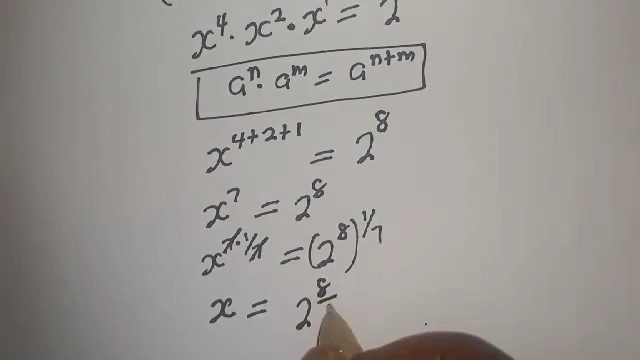 x⁴ · x² · x¹ = 2
aⁿ · aᵐ = aⁿ⁺ᵐ
x⁴⁺²⁺¹ = 2⁸
x⁷ = 2⁸
x^(7·1/7) = (2⁸)^(1/7)
x = 2⁸